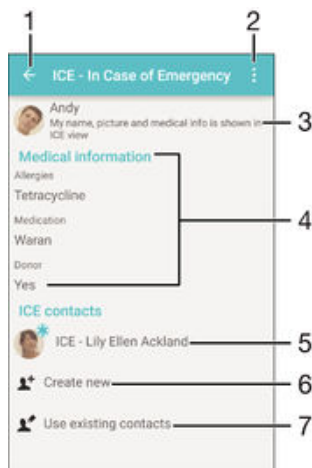 1
2
ICE - In Case of Emergency
Andy
My name, picture and medical info is shown in
ICE view
3
Medical information
Allergies
Tetracycline
4
Medication
Waran
Donor
Yes
ICE contacts
ICE - Lily Ellen Ackland
5
Create new
6
Use existing contacts
7